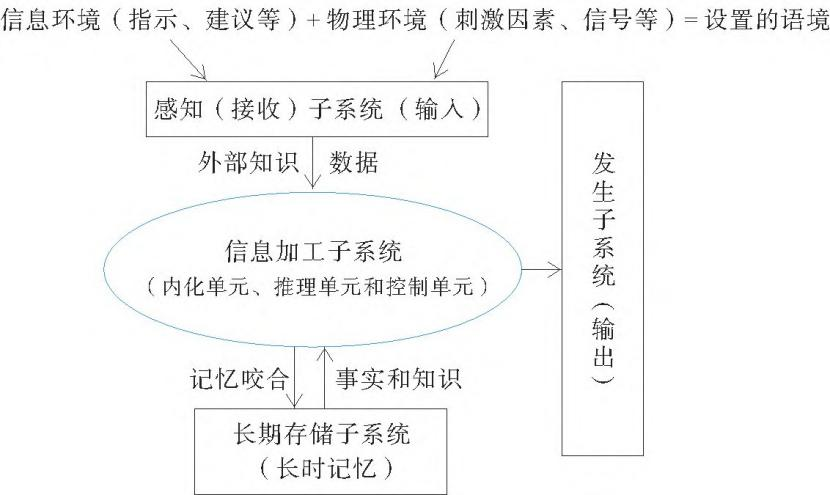 信息环境（指示、建议等）+物理环境（刺激因素、信号等）=设置的语境
感知（接收）子系统（输入）
外部知识 数据
信息加工子系统
（内化单元、推理单元和控制单元）
记忆咬合 事实和知识
长期存储子系统
（长时记忆）
发生子系统（输出）